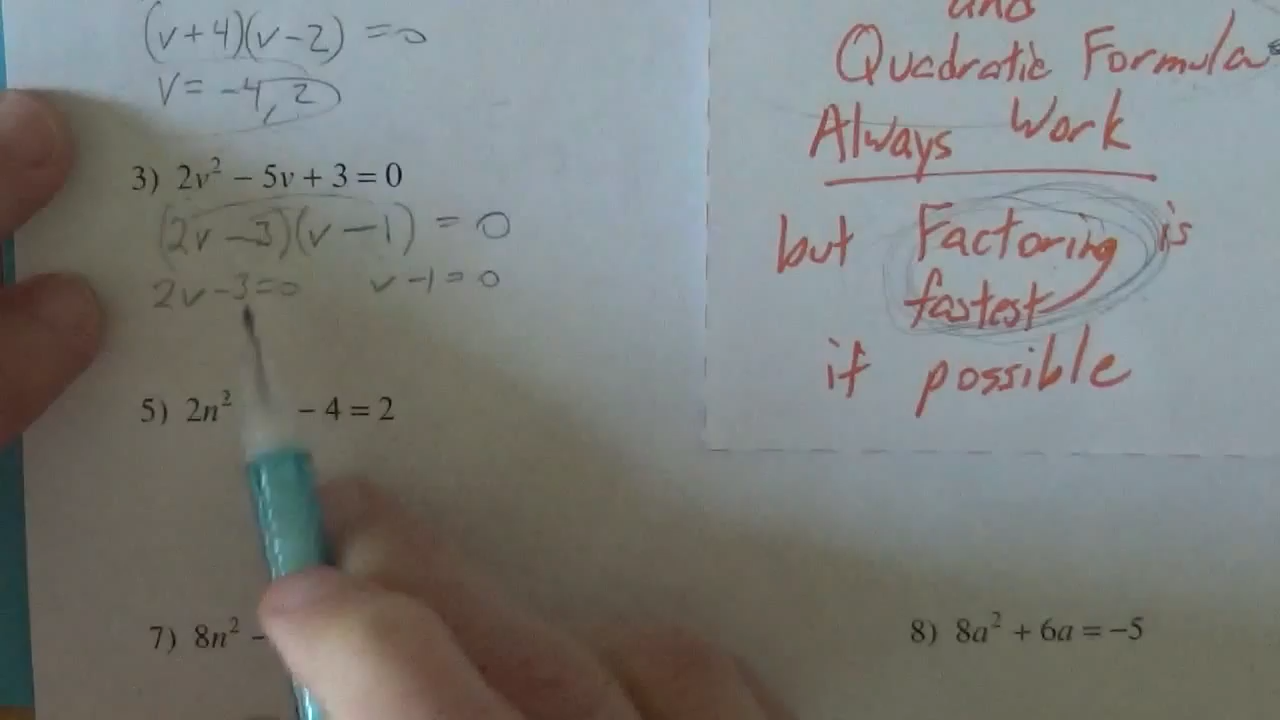 (v+4)(v-2) = 0
v = -4, 2
3) 2v² − 5v + 3 = 0
(2v - 3)(v - 1) = 0
2v - 3 = 0 v - 1 = 0
5) 2n² − 4 = 2
7) 8n² −
and
Quadratic Formula
Always Work
but Factoring is
fastest
if possible
8) 8a² + 6a = −5